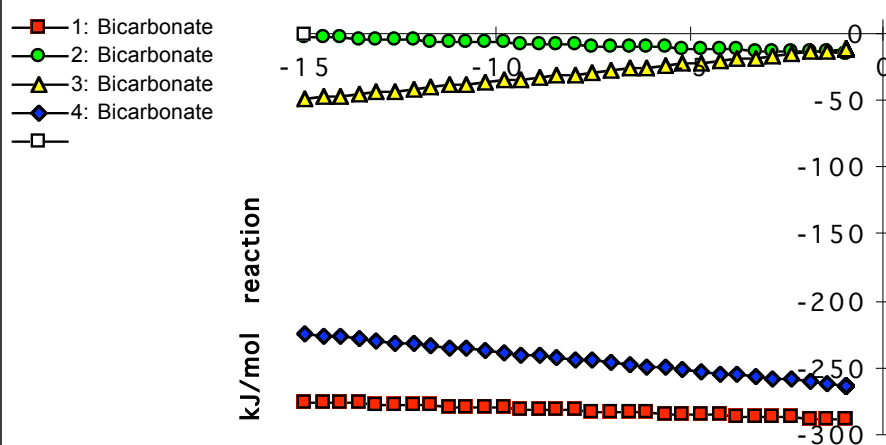 1: Bicarbonate
2: Bicarbonate
3: Bicarbonate
4: Bicarbonate
kJ/mol reaction
0
-15
-10
-50
-100
-150
-200
-250
-300